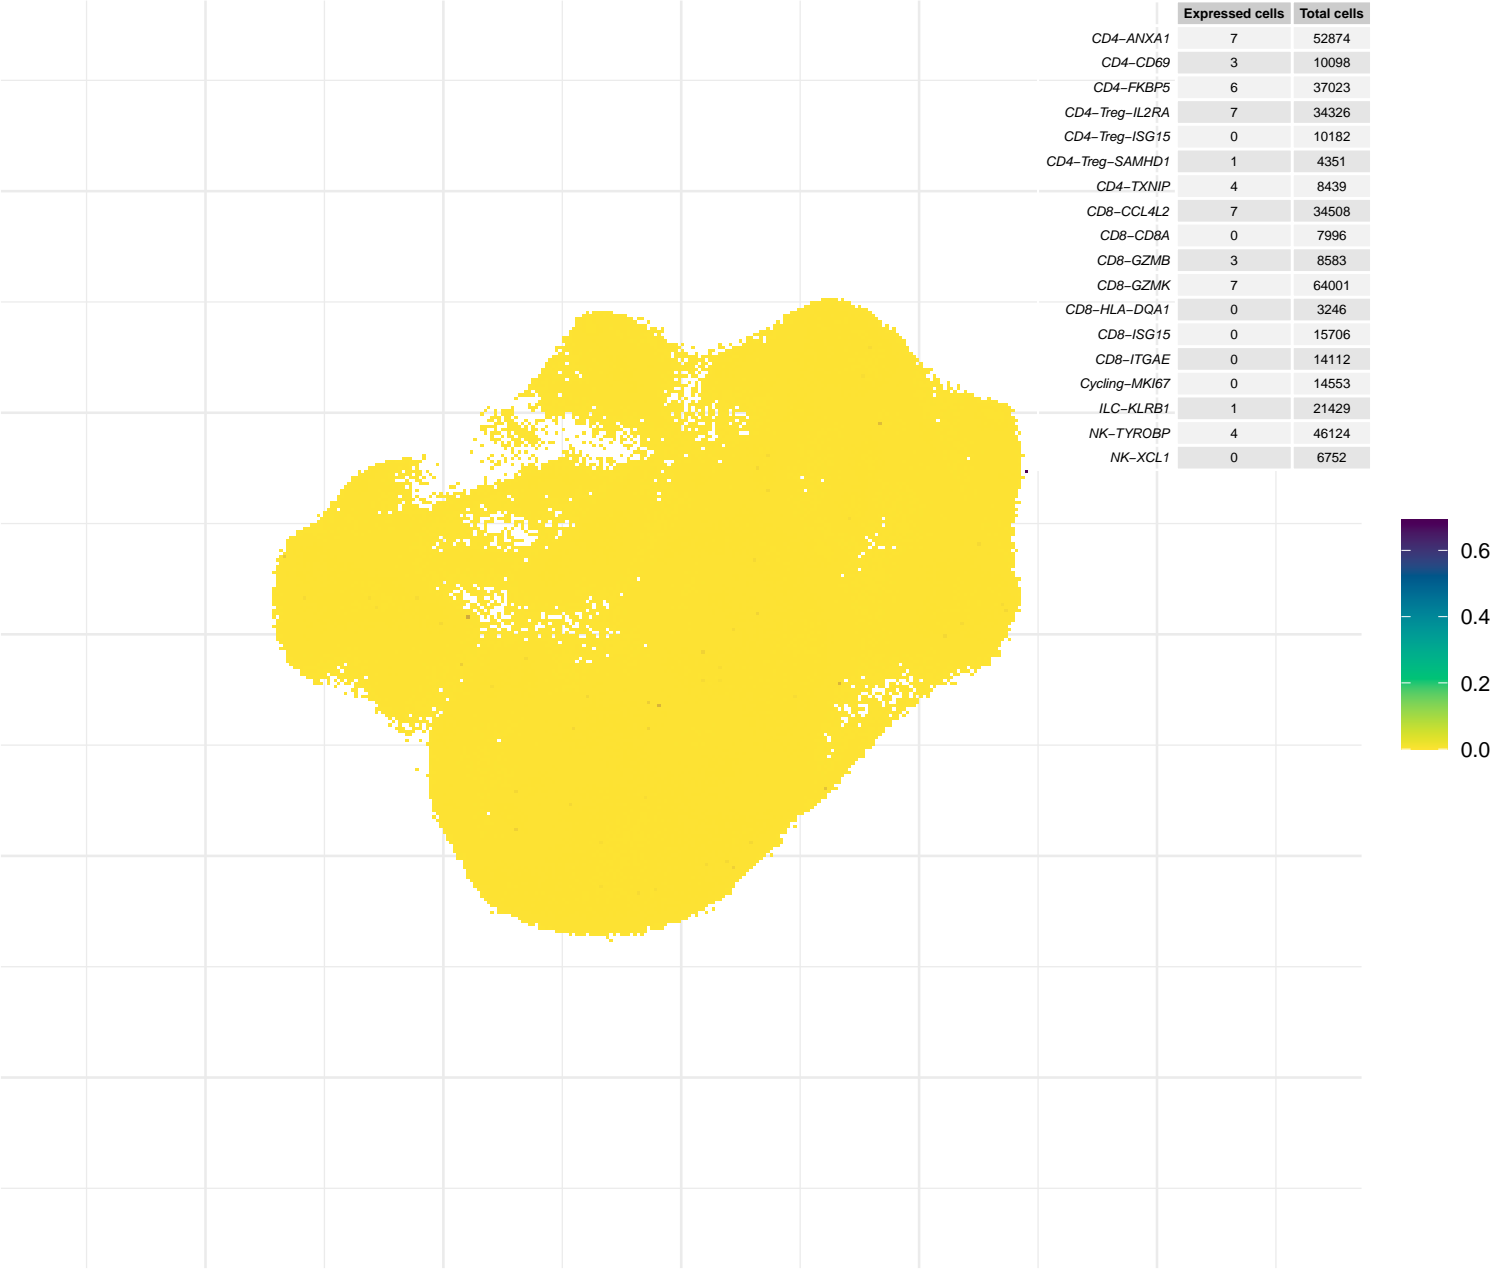 Expressed cells Total cells
CD4−ANXA1 7 52874
CD4−CD69 3 10098
CD4−FKBP5 6 37023
CD4−Treg−IL2RA 7 34326
CD4−Treg−ISG15 0 10182
CD4−Treg−SAMHD1 1 4351
CD4−TXNIP 4 8439
CD8−CCL4L2 7 34508
CD8−CD8A 0 7996
CD8−GZMB 3 8583
CD8−GZMK 7 64001
CD8−HLA−DQA1 0 3246
CD8−ISG15 0 15706
CD8−ITGAE 0 14112
Cycling−MKI67 0 14553
ILC−KLRB1 1 21429
NK−TYROBP 4 46124
NK−XCL1 0 6752
0.6
0.4
0.2
0.0